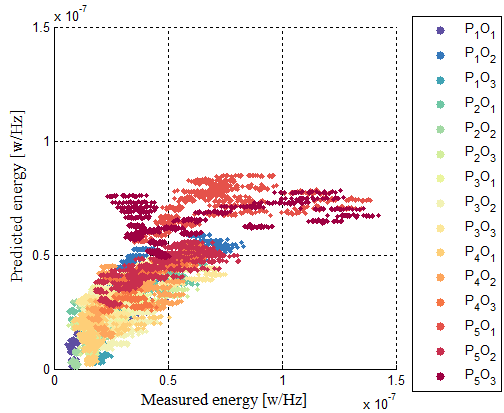 x 10⁻⁷
1.5
1
0.5
0
0 0.5 1 1.5
x 10⁻⁷
Predicted energy [w/Hz]
Measured energy [w/Hz]
P₁O₁
P₁O₂
P₁O₃
P₂O₁
P₂O₂
P₂O₃
P₃O₁
P₃O₂
P₃O₃
P₄O₁
P₄O₂
P₄O₃
P₅O₁
P₅O₂
P₅O₃